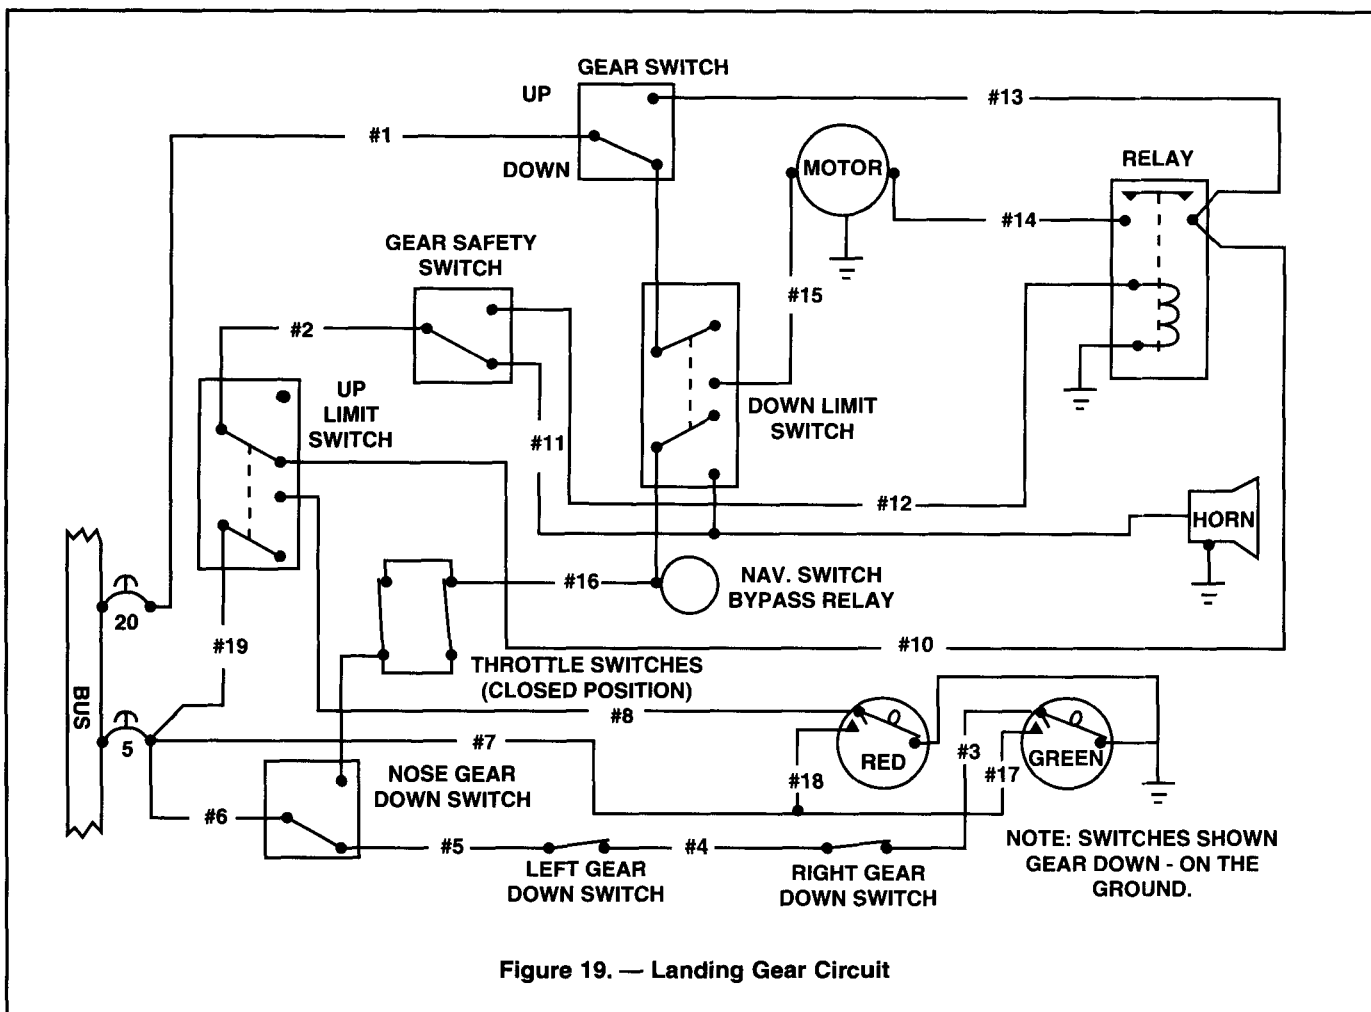 GEAR SWITCH
UP
#13
#1
DOWN
MOTOR
RELAY
#14
GEAR SAFETY
SWITCH
#15
#2
UP
LIMIT
SWITCH
DOWN LIMIT
SWITCH
#11
#12
HORN
NAV. SWITCH
BYPASS RELAY
#16
20
#19
#10
THROTTLE SWITCHES
(CLOSED POSITION)
BUS
#8
5
#7
#3
RED
GREEN
#18
#17
NOSE GEAR
DOWN SWITCH
#6
#5
#4
LEFT GEAR
DOWN SWITCH
RIGHT GEAR
DOWN SWITCH
NOTE: SWITCHES SHOWN
GEAR DOWN - ON THE
GROUND.
Figure 19. — Landing Gear Circuit